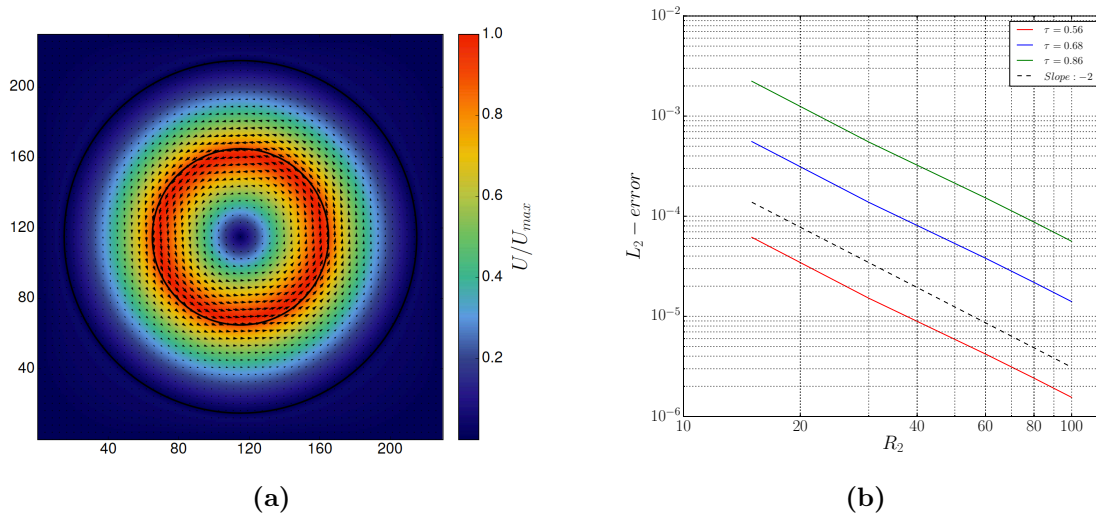 200
160
120
80
40
40
80
120
160
200
1.0
0.8
0.6
0.4
0.2
U/U_{max}
(a)
10^{-2}
10^{-3}
10^{-4}
10^{-5}
10^{-6}
L_2 − error
10
20
40
60
80
100
R_2
τ = 0.56
τ = 0.68
τ = 0.86
Slope : −2
(b)